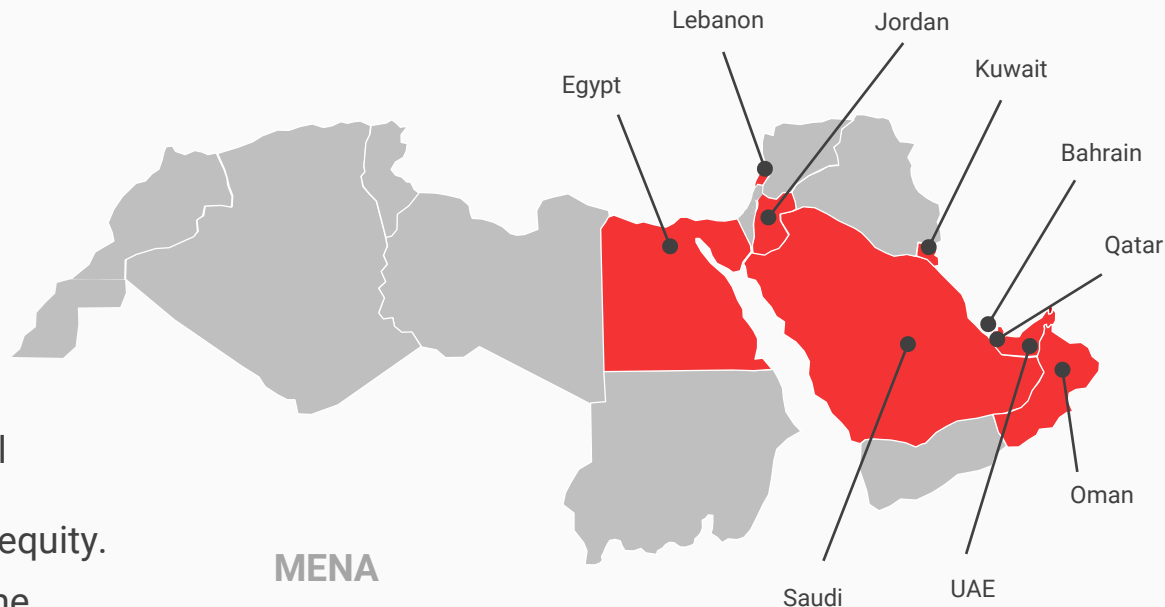 Lebanon
Jordan
Egypt
Kuwait
Bahrain
Qatar
Oman
UAE
Saudi
MENA
equity.